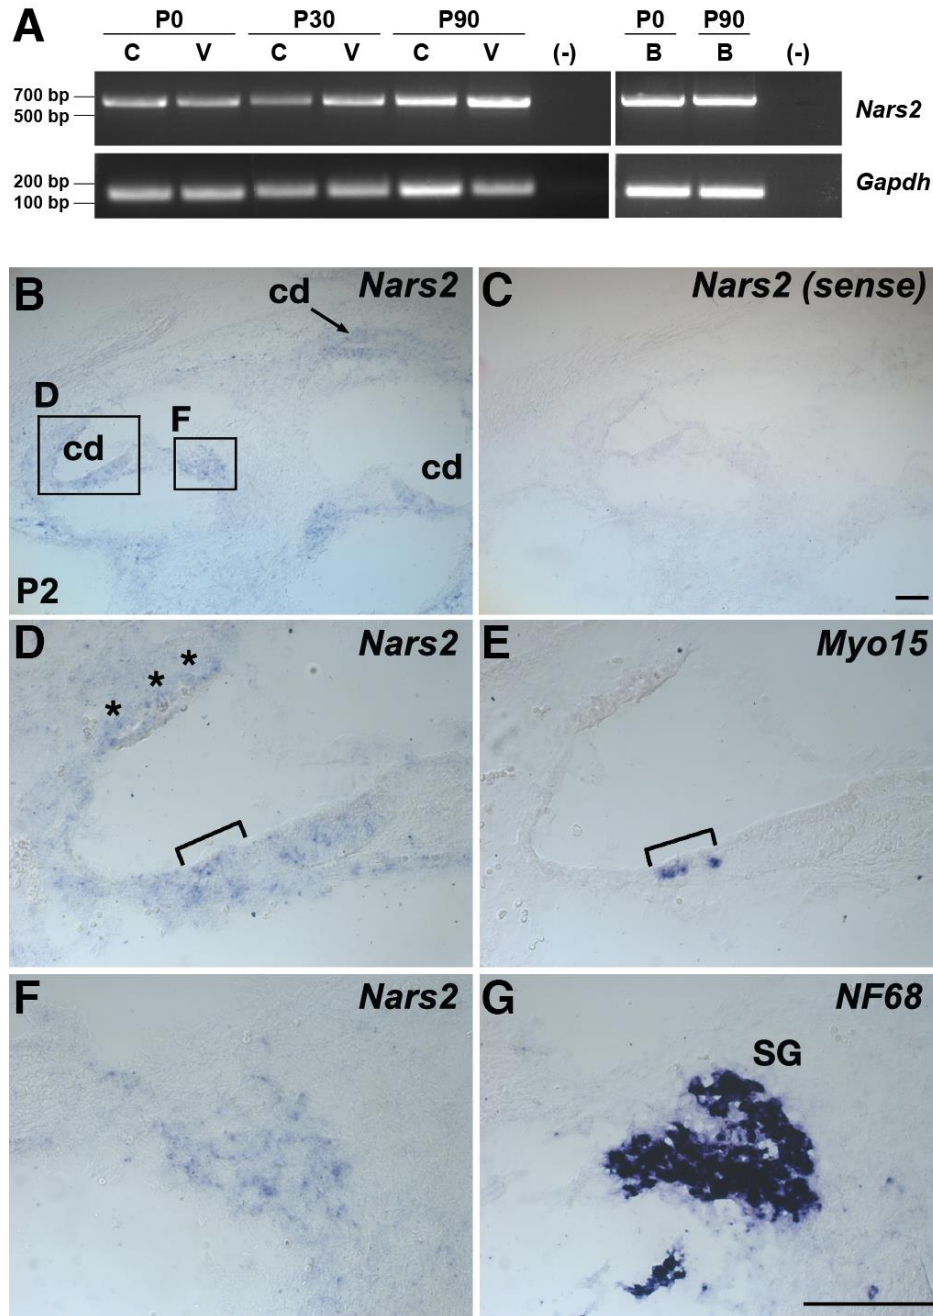 A P0 P30 P90 P0 P90
C V C V C V (-) B B (-)
700 bp
500 bp
Nars2
200 bp
100 bp
Gapdh
B Nars2
cd
D
F
cd
cd
P2
C Nars2 (sense)
D Nars2
* * *
E Myo15
F Nars2
G NF68
SG